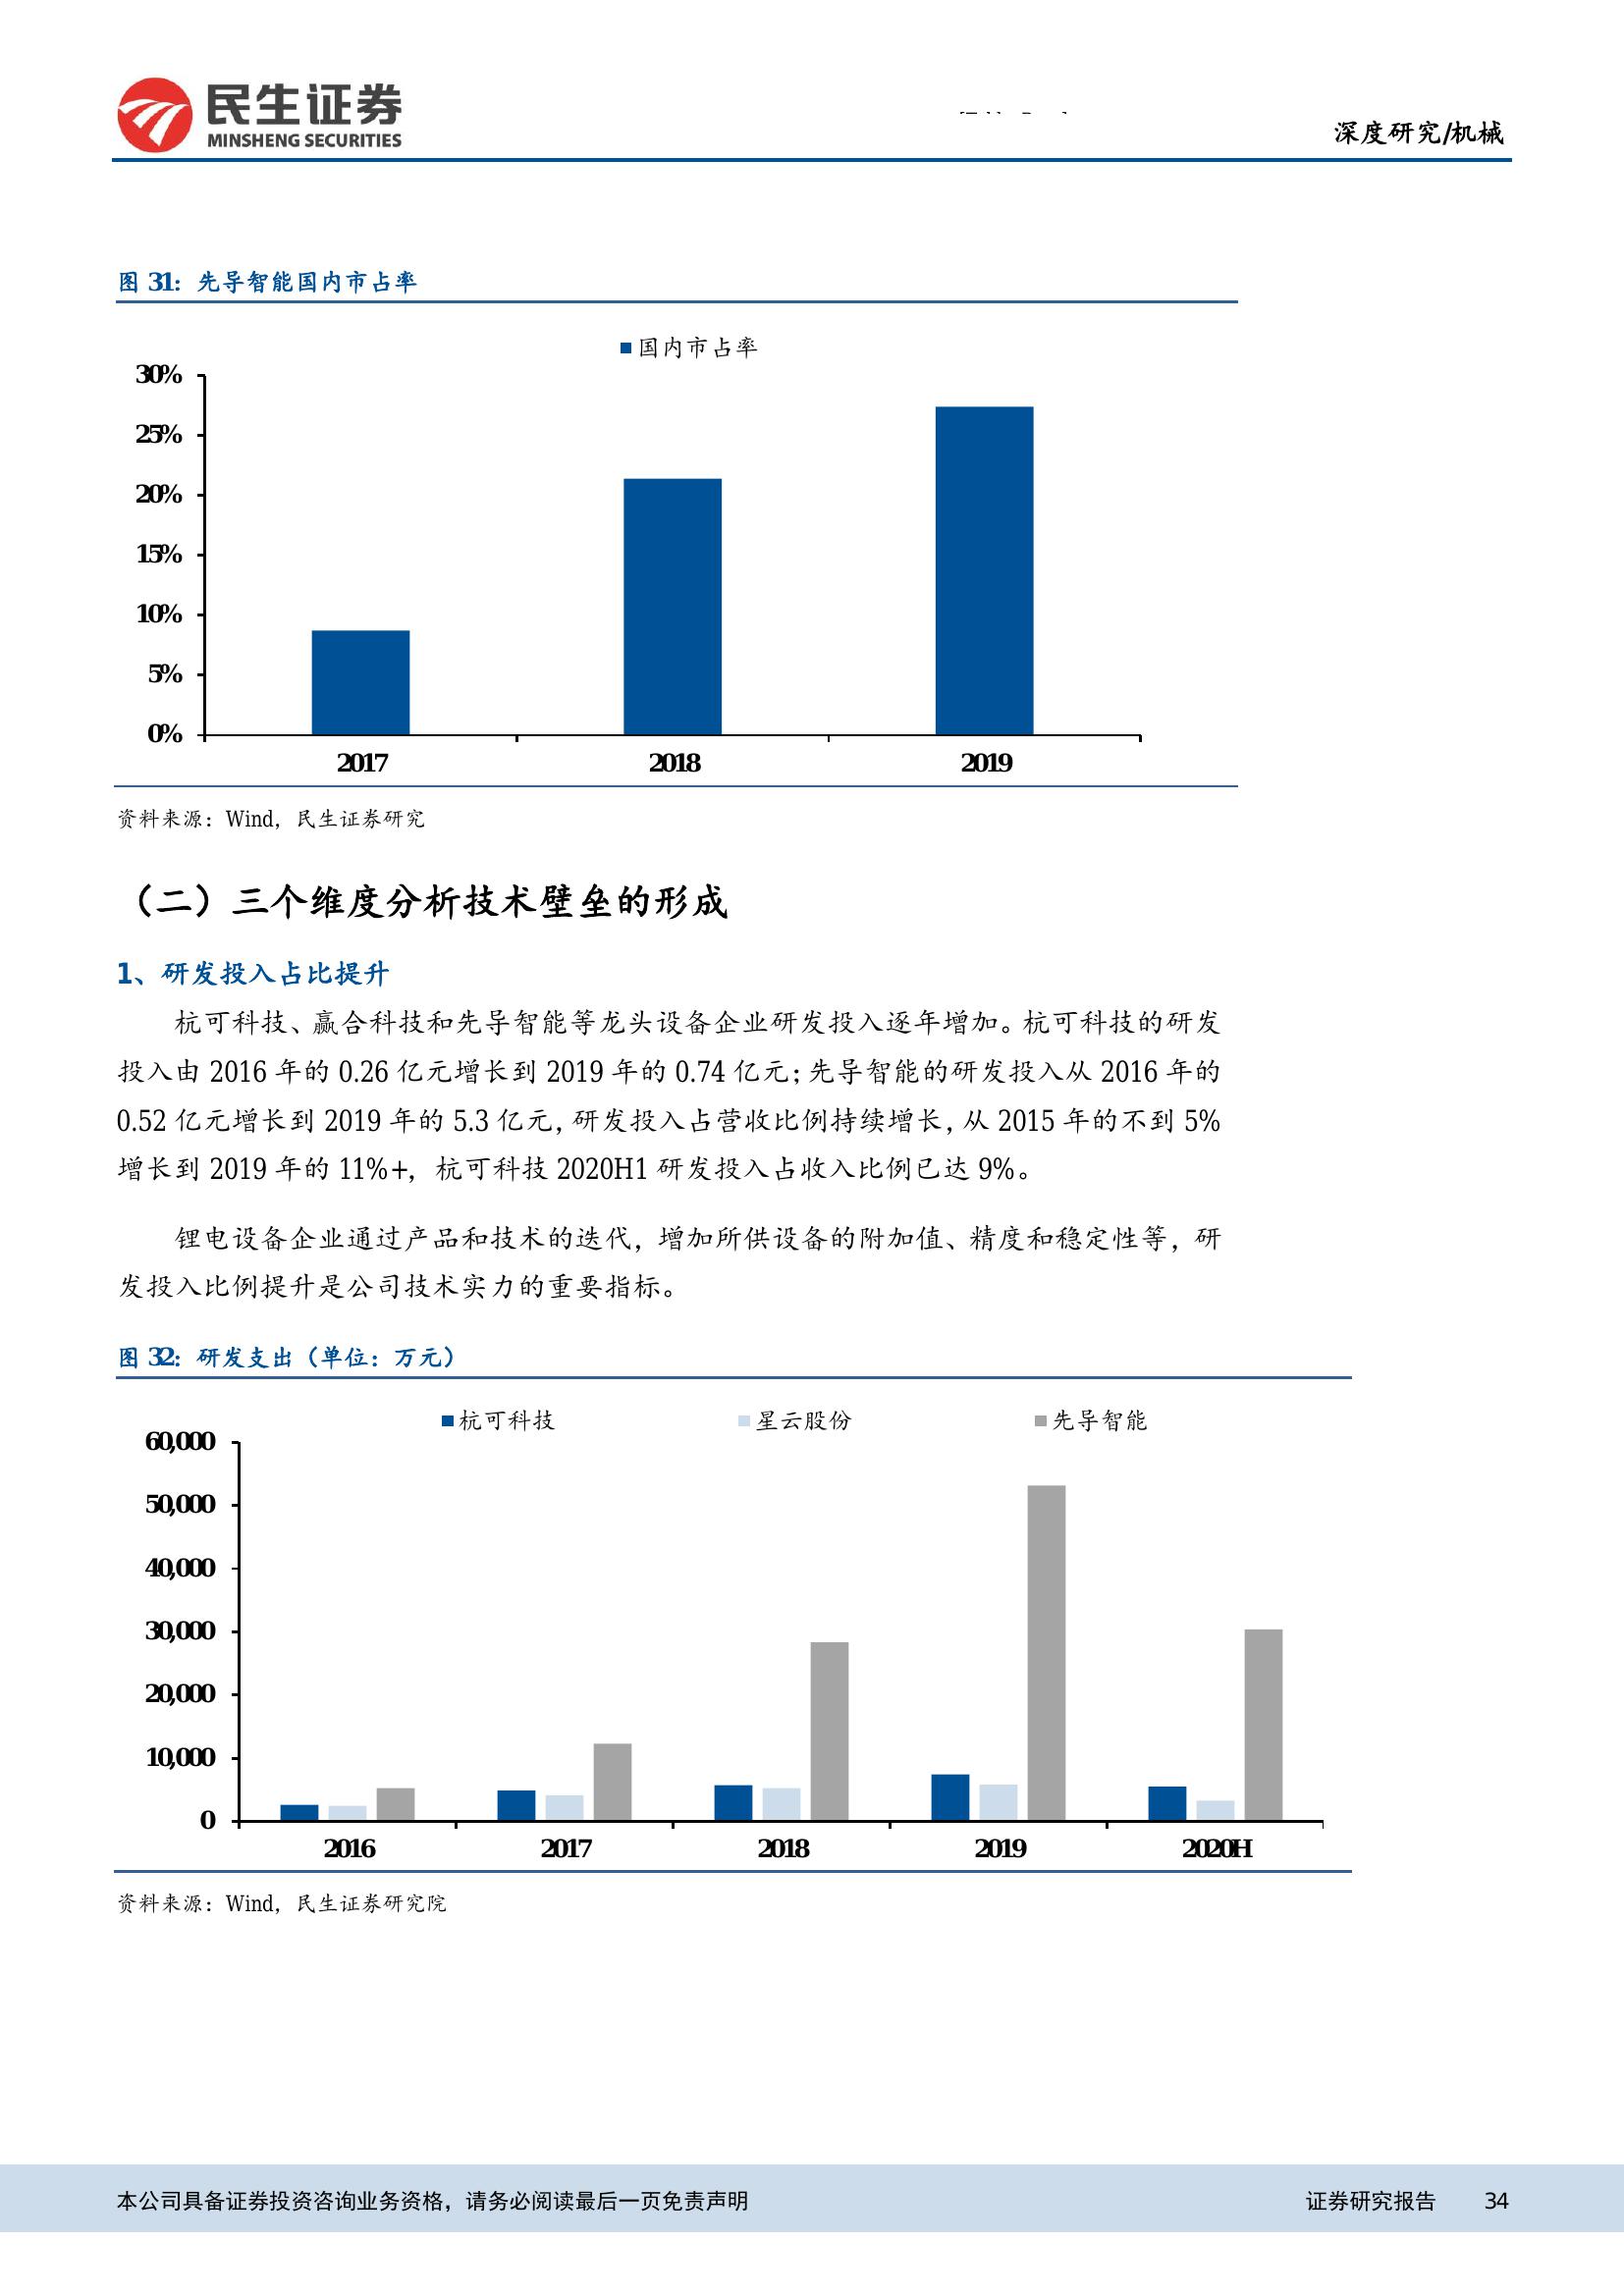 民生证券
MINSHENG SECURITIES
深度研究/机械
图 31：先导智能国内市占率
国内市占率
30%
25%
20%
15%
10%
5%
0%
2017
2018
2019
资料来源：Wind，民生证券研究
（二）三个维度分析技术壁垒的形成
1、研发投入占比提升
杭可科技、赢合科技和先导智能等龙头设备企业研发投入逐年增加。杭可科技的研发
投入由 2016 年的 0.26 亿元增长到 2019 年的 0.74 亿元；先导智能的研发投入从 2016 年的
0.52 亿元增长到 2019 年的 5.3 亿元，研发投入占营收比例持续增长，从 2015 年的不到 5%
增长到 2019 年的 11%+，杭可科技 2020H1 研发投入占收入比例已达 9%。
锂电设备企业通过产品和技术的迭代，增加所供设备的附加值、精度和稳定性等，研
发投入比例提升是公司技术实力的重要指标。
图 32：研发支出（单位：万元）
杭可科技
星云股份
先导智能
60,000
50,000
40,000
30,000
20,000
10,000
0
2016
2017
2018
2019
2020H
资料来源：Wind，民生证券研究院
本公司具备证券投资咨询业务资格，请务必阅读最后一页免责声明
证券研究报告 34